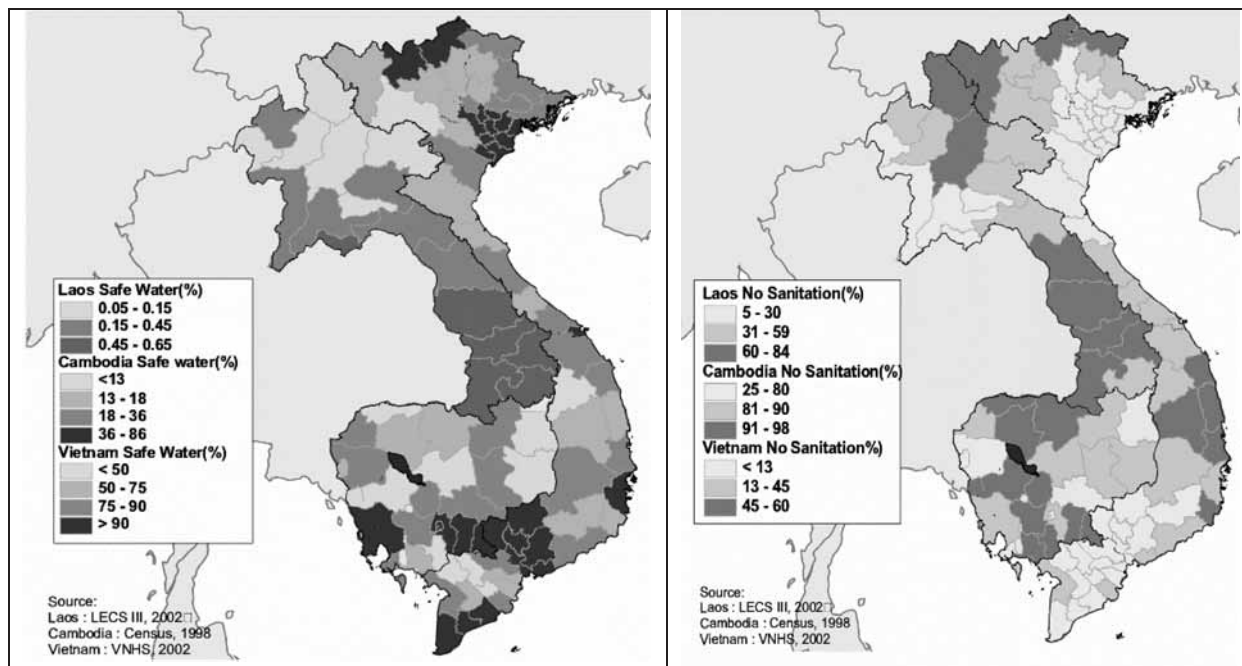 Laos Safe Water(%)
0.05 - 0.15
0.15 - 0.45
0.45 - 0.65
Cambodia Safe water(%)
<13
13 - 18
18 - 36
36 - 86
Vietnam Safe Water(%)
< 50
50 - 75
75 - 90
> 90
Source:
Laos : LECS III, 2002
Cambodia : Census, 1998
Vietnam : VNHS, 2002
Laos No Sanitation(%)
5 - 30
31 - 59
60 - 84
Cambodia No Sanitation(%)
25 - 80
81 - 90
91 - 98
Vietnam No Sanitation%)
< 13
13 - 45
45 - 60
Source:
Laos : LECS III, 2002
Cambodia : Census, 1998
Vietnam : VNHS, 2002